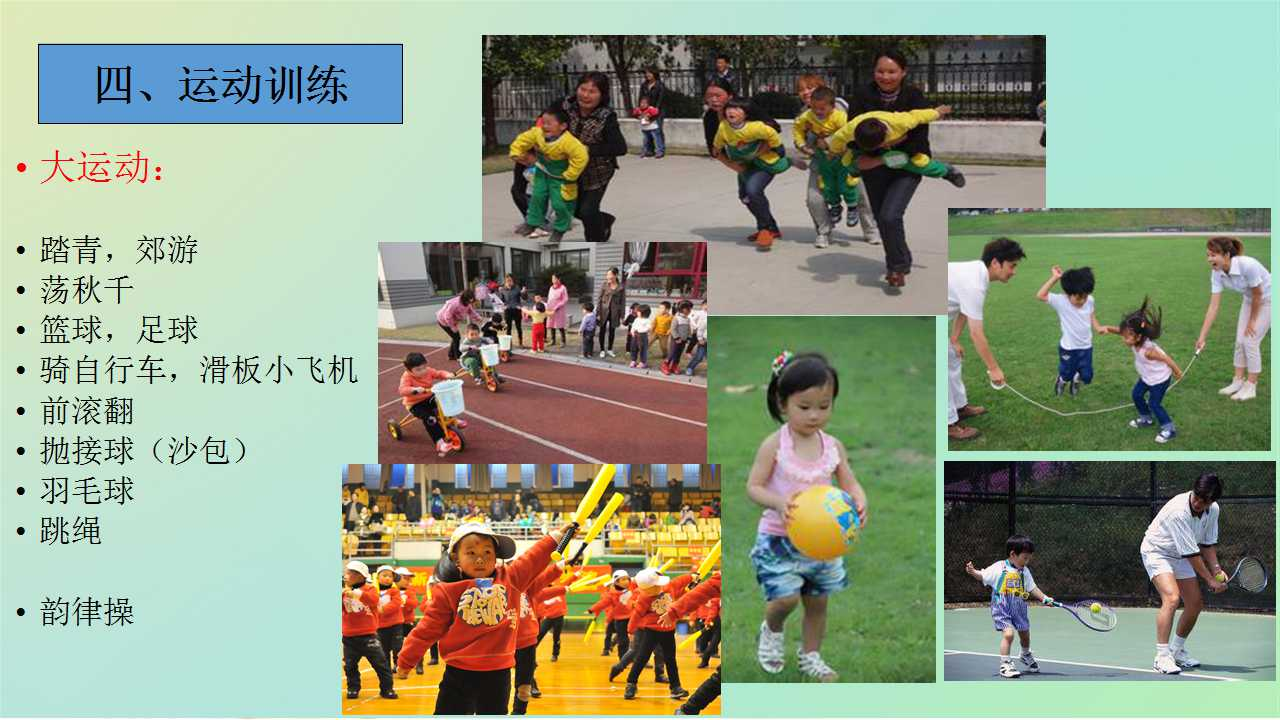 四、运动训练
• 大运动：
• 踏青，郊游
• 荡秋千
• 篮球，足球
• 骑自行车，滑板小飞机
• 前滚翻
• 抛接球（沙包）
• 羽毛球
• 跳绳
• 韵律操